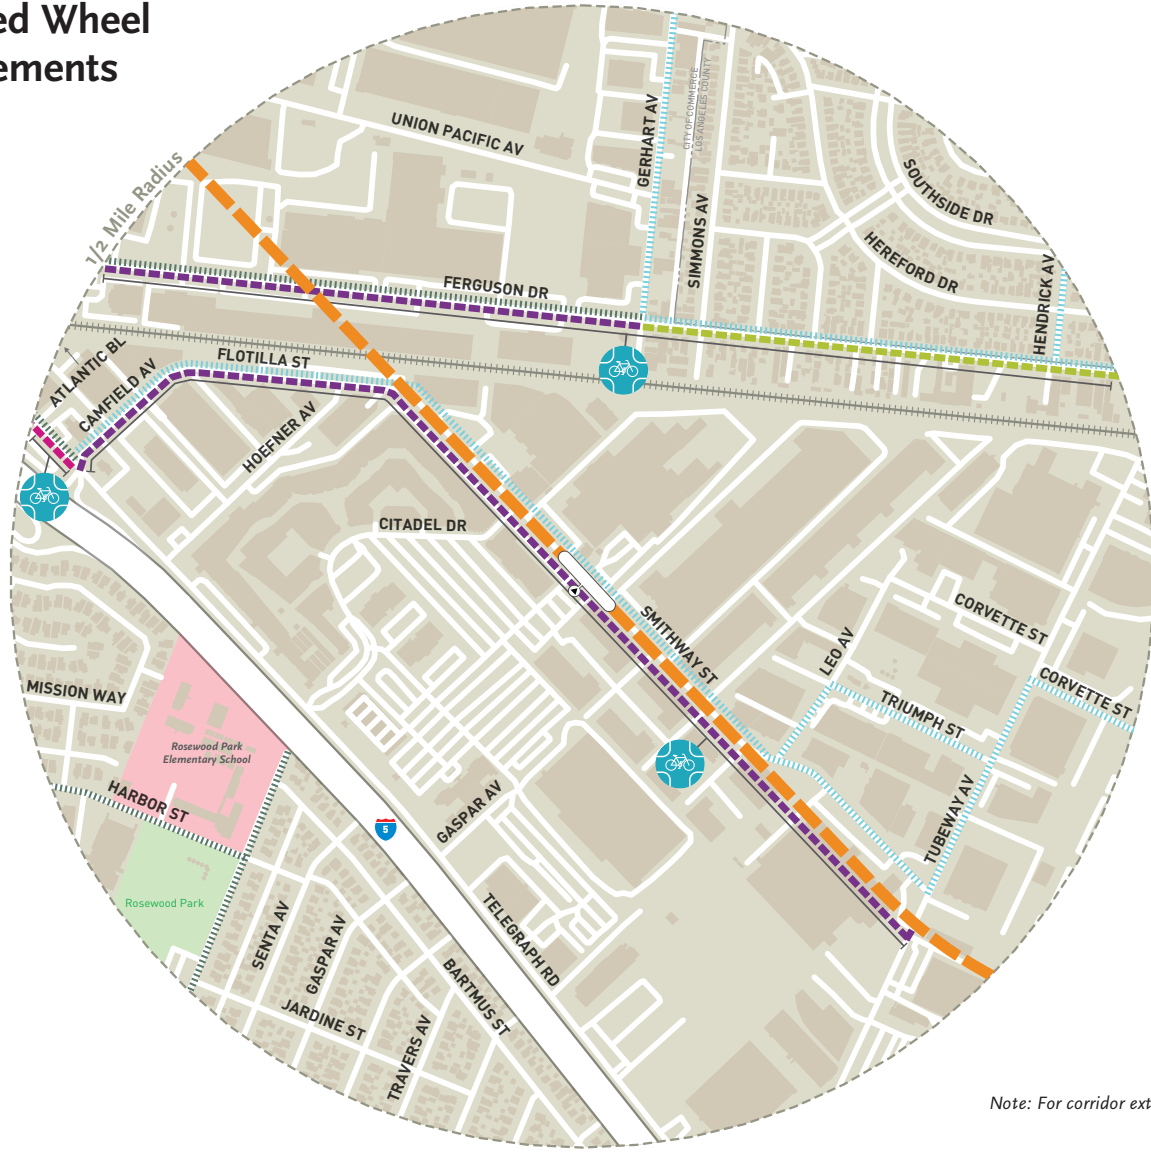 ed Wheel
ements
1/2 Mile Radius
UNION PACIFIC AV
GERHART AV
CITY OF COMMERCE
LOS ANGELES COUNTY
SIMMONS AV
SOUTHSIDE DR
HEREFORD DR
HENDRICK AV
FERGUSON DR
ATLANTIC BL
CAMFIELD AV
FLOTILLA ST
HOEFNER AV
CITADEL DR
SMITHWAY ST
LEO AV
CORVETTE ST
CORVETTE ST
TRIUMPH ST
TUBEWAY AV
MISSION WAY
Rosewood Park
Elementary School
HARBOR ST
Rosewood Park
5
GASPAR AV
TELEGRAPH RD
SENTA AV
GASPAR AV
JARDINE ST
TRAVERS AV
BARTMUS ST
Note: For corridor ext